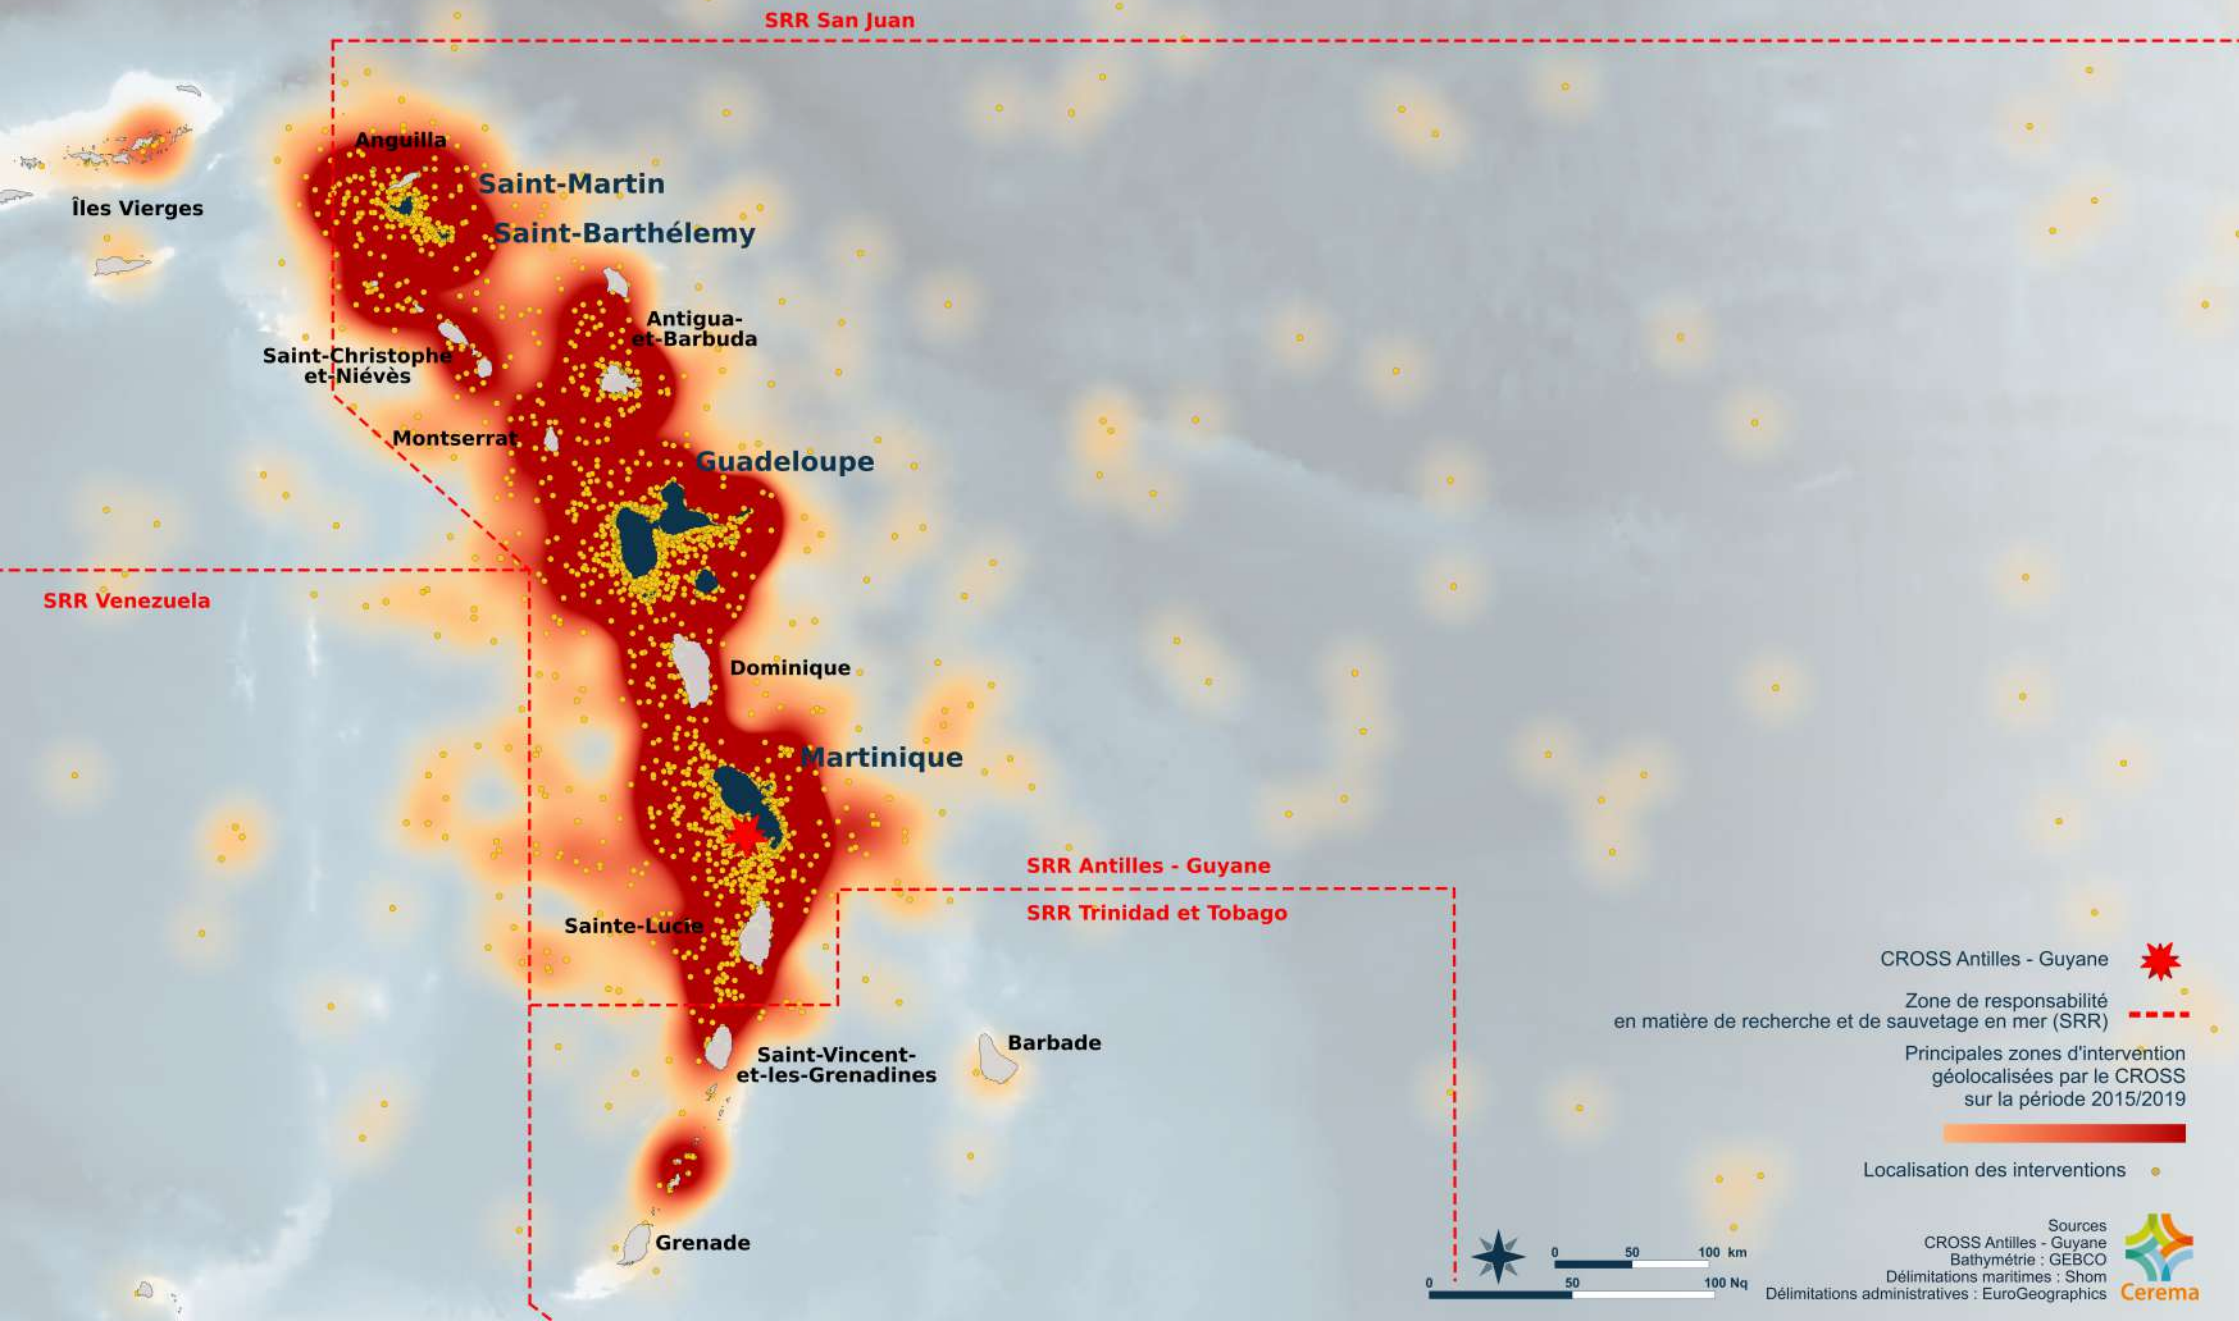 SRR San Juan
Anguilla
Saint-Martin
Îles Vierges
Saint-Barthélemy
Antigua-
et-Barbuda
Saint-Christophe
et-Niévès
Montserrat
Guadeloupe
SRR Venezuela
Dominique
Martinique
SRR Antilles - Guyane
SRR Trinidad et Tobago
Sainte-Lucie
Barbade
Saint-Vincent-
et-les-Grenadines
Grenade
CROSS Antilles - Guyane
Zone de responsabilité
en matière de recherche et de sauvetage en mer (SRR)
Principales zones d'intervention
géolocalisées par le CROSS
sur la période 2015/2019
Localisation des interventions
0 50 100 km
0 50 100 Nq
Sources
CROSS Antilles - Guyane
Bathymétrie : GEBCO
Délimitations maritimes : Shom
Délimitations administratives : EuroGeographics
Cerema